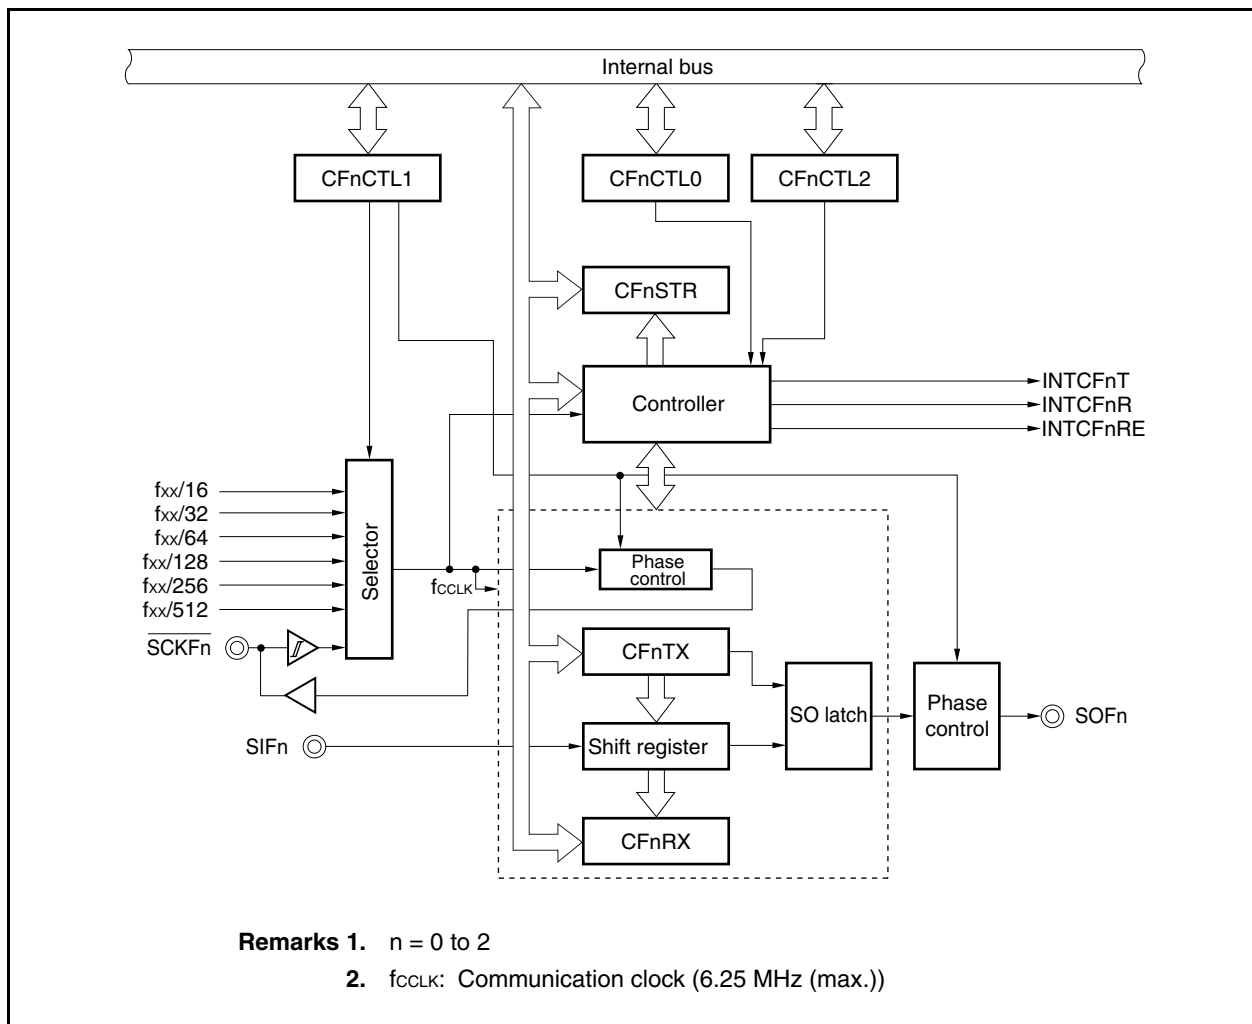 Internal bus
CFnCTL1
CFnCTL0
CFnCTL2
CFnSTR
Controller
INTCFnT
INTCFnR
INTCFnRE
fxx/16
fxx/32
fxx/64
fxx/128
fxx/256
fxx/512
Selector
fCCLK
Phase
control
SCKFn
CFnTX
SO latch
Phase
control
SOFn
SIFn
Shift register
CFnRX
Remarks 1. n = 0 to 2
2. fCCLK: Communication clock (6.25 MHz (max.))